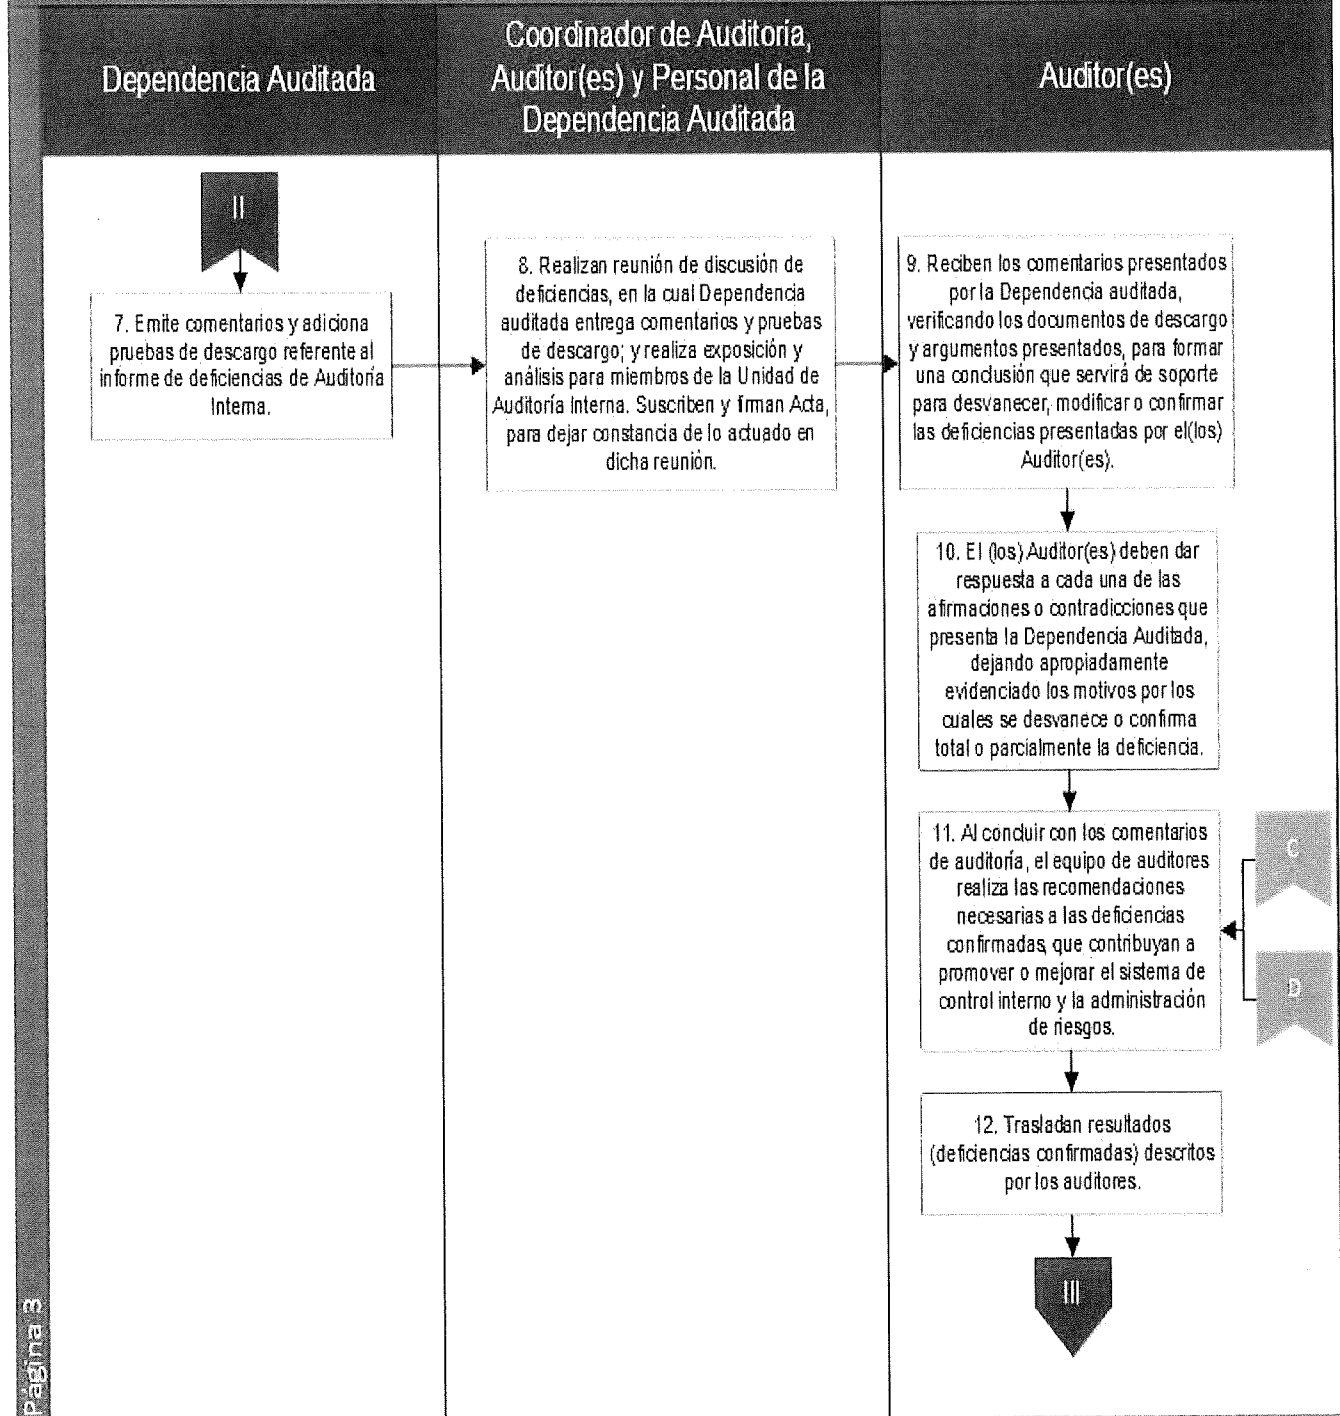 Dependencia Auditada
Coordinador de Auditoría,
Auditor(es) y Personal de la
Dependencia Auditada
Auditor(es)
II
7. Emite comentarios y adiciona
pruebas de descargo referente al
informe de deficiencias de Auditoría
Interna.
8. Realizan reunión de discusión de
deficiencias, en la cual Dependencia
auditada entrega comentarios y pruebas
de descargo; y realiza exposición y
análisis para miembros de la Unidad de
Auditoría Interna. Suscriben y firman Acta,
para dejar constancia de lo actuado en
dicha reunión.
9. Reciben los comentarios presentados
por la Dependencia auditada,
verificando los documentos de descargo
y argumentos presentados, para formar
una conclusión que servirá de soporte
para desvanecer, modificar o confirmar
las deficiencias presentadas por el(los)
Auditor(es).
10. El (los) Auditor(es) deben dar
respuesta a cada una de las
afirmaciones o contradicciones que
presenta la Dependencia Auditada,
dejando apropiadamente
evidenciado los motivos por los
cuales se desvanece o confirma
total o parcialmente la deficiencia.
11. Al concluir con los comentarios
de auditoría, el equipo de auditores
realiza las recomendaciones
necesarias a las deficiencias
confirmadas, que contribuyan a
promover o mejorar el sistema de
control interno y la administración
de riesgos.
C
D
12. Trasladan resultados
(deficiencias confirmadas) descritos
por los auditores.
III
Página 3